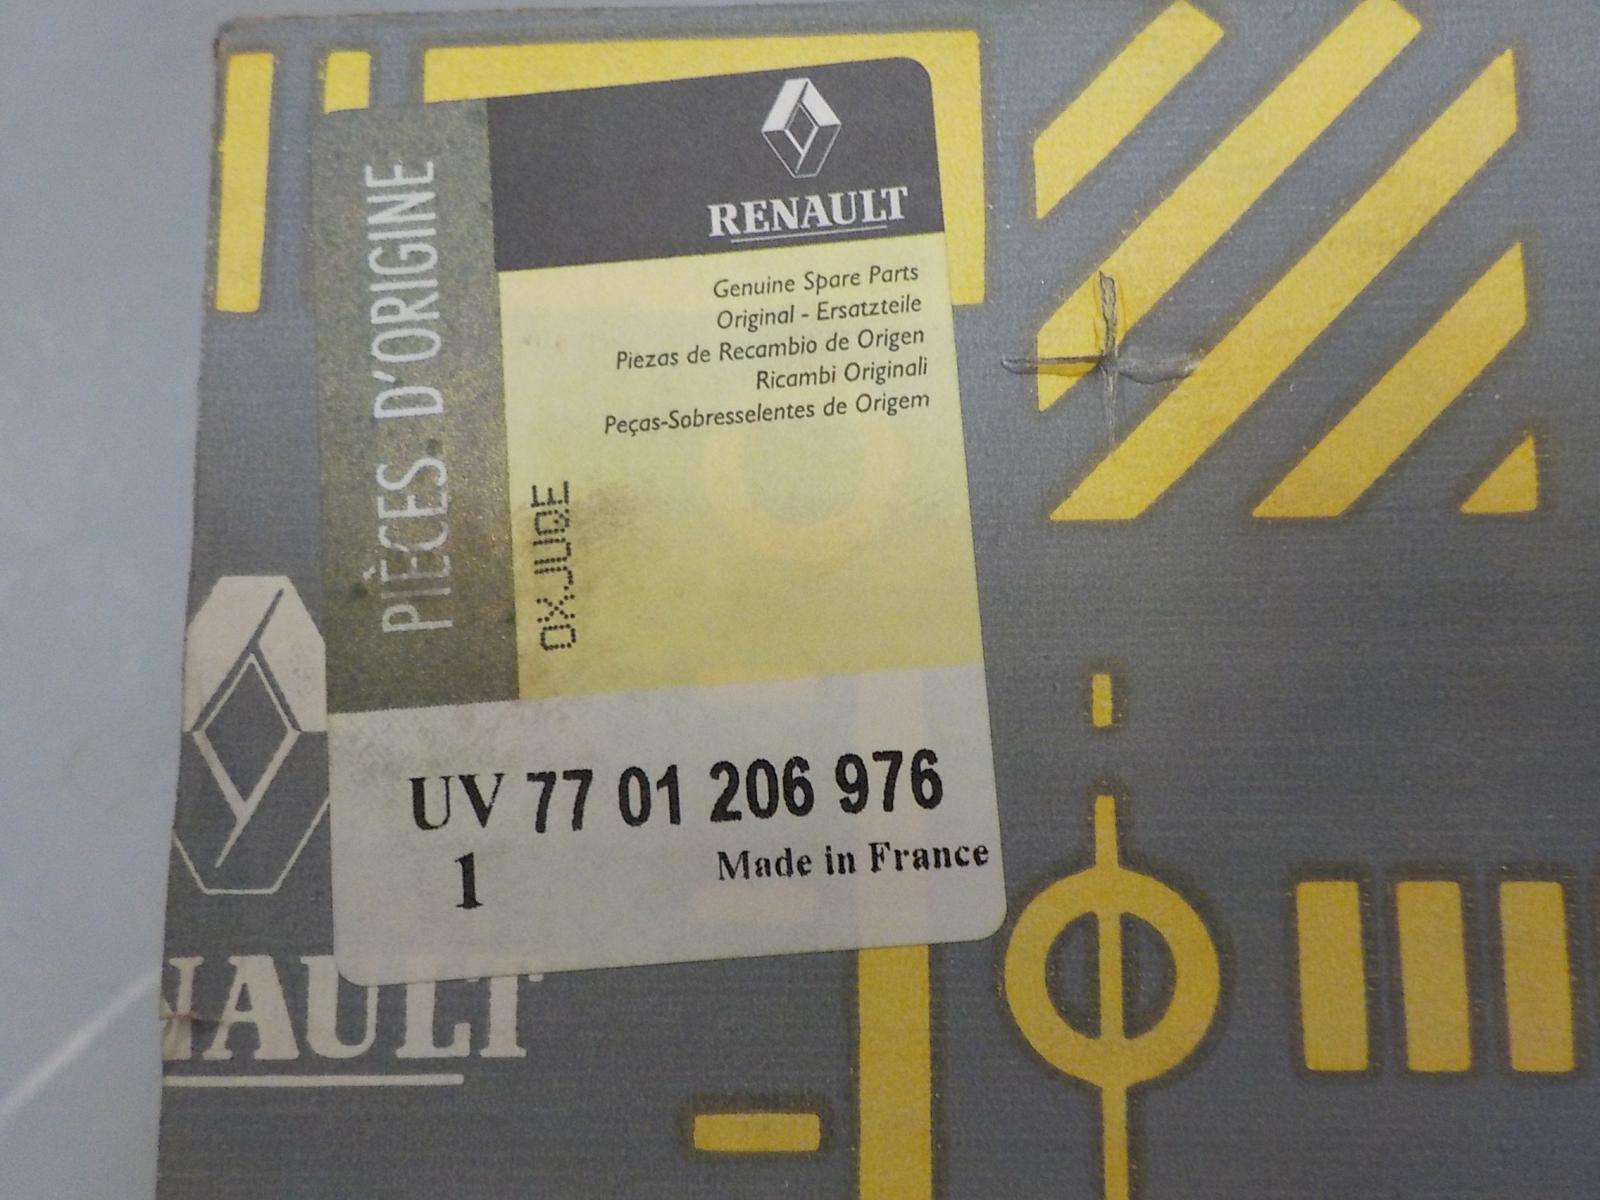 PIÈCES D'ORIGINE
RENAULT
Genuine Spare Parts
Original - Ersatzteile
Piezas de Recambio de Origen
Ricambi Originali
Peças-Sobresselentes de Origem
OXJUQE
UV 77 01 206 976
1
Made in France
NAULT